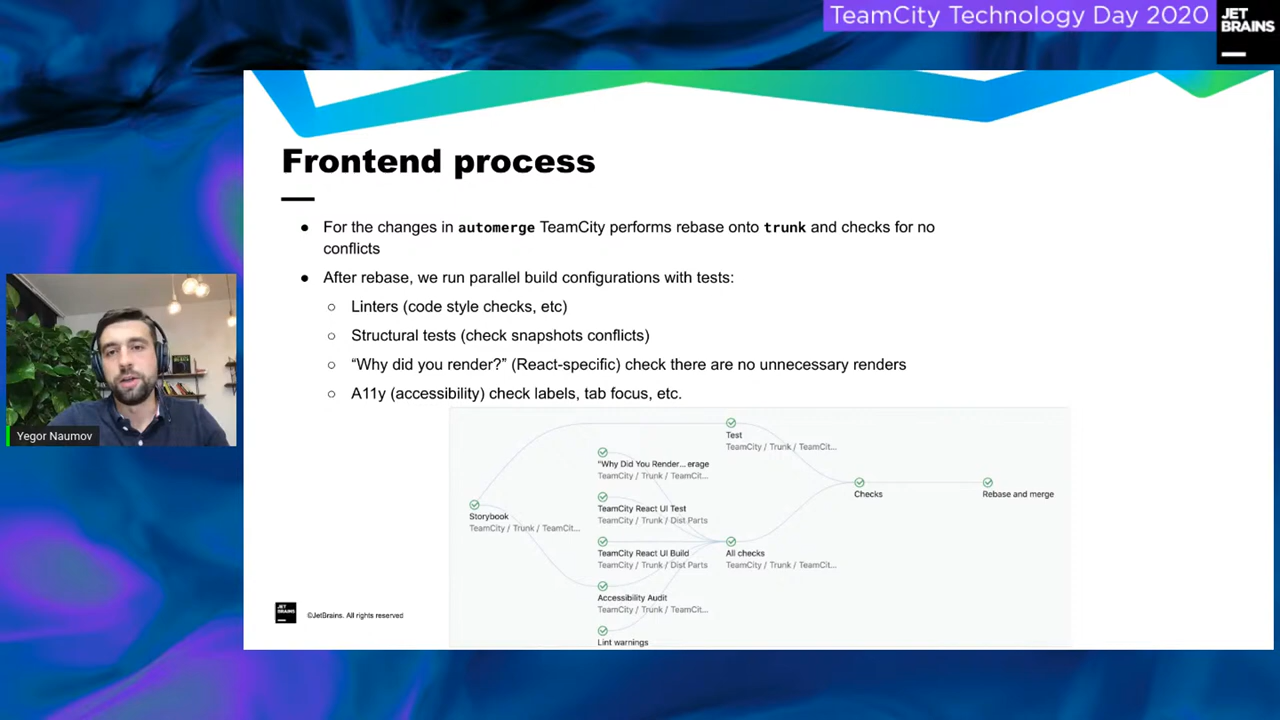 TeamCity Technology Day 2020
JET
BRAINS
Frontend process
● For the changes in automerge TeamCity performs rebase onto trunk and checks for no
conflicts
● After rebase, we run parallel build configurations with tests:
○ Linters (code style checks, etc)
○ Structural tests (check snapshots conflicts)
○ “Why did you render?” (React-specific) check there are no unnecessary renders
○ A11y (accessibility) check labels, tab focus, etc.
Yegor Naumov
Test
TeamCity / Trunk / TeamCit...
"Why Did You Render... erage
TeamCity / Trunk / TeamCit...
Checks
Rebase and merge
Storybook
TeamCity / Trunk / TeamCit...
TeamCity React UI Test
TeamCity / Trunk / Dist Parts
TeamCity React UI Build
TeamCity / Trunk / Dist Parts
All checks
TeamCity / Trunk / TeamCit...
Accessibility Audit
TeamCity / Trunk / TeamCit...
Lint warnings
JET
BRAINS
©JetBrains. All rights reserved